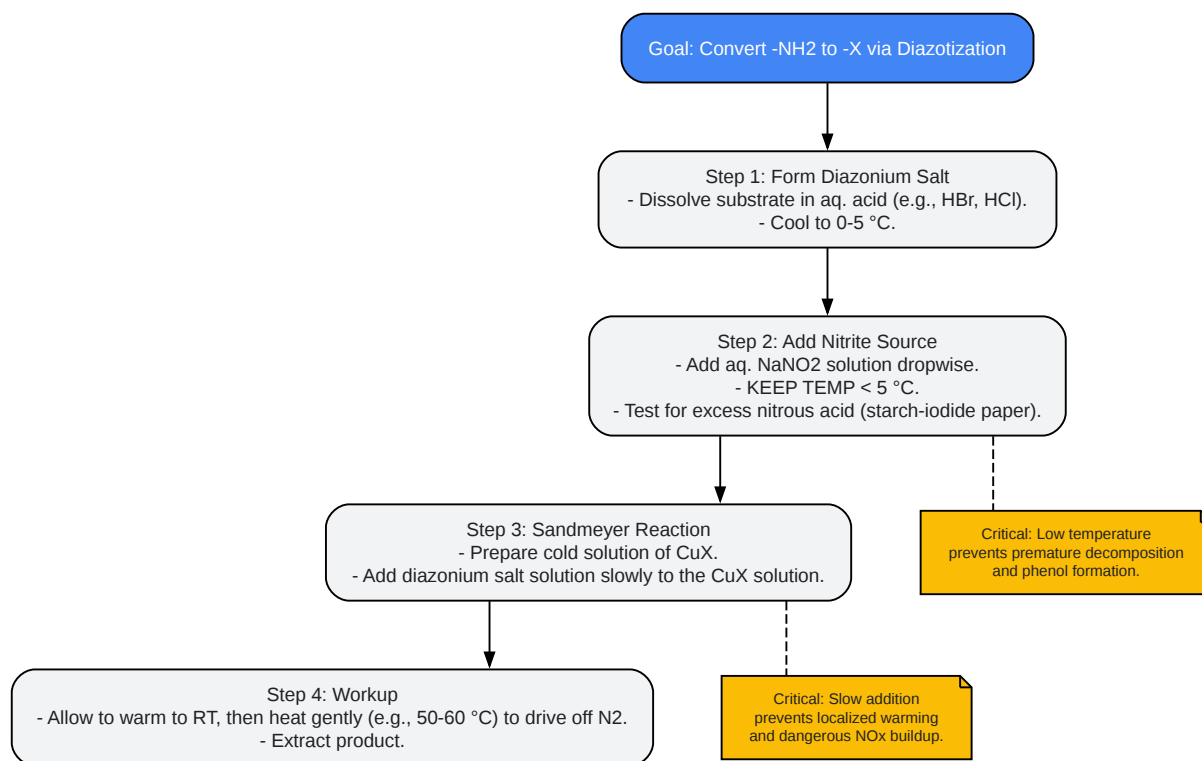 Goal: Convert -NH2 to -X via Diazotization
Step 1: Form Diazonium Salt
- Dissolve substrate in aq. acid (e.g., HBr, HCl).
- Cool to 0-5 °C.
Step 2: Add Nitrite Source
- Add aq. NaNO2 solution dropwise.
- KEEP TEMP < 5 °C.
- Test for excess nitrous acid (starch-iodide paper).
Step 3: Sandmeyer Reaction
- Prepare cold solution of CuX.
- Add diazonium salt solution slowly to the CuX solution.
Critical: Low temperature
prevents premature decomposition
and phenol formation.
Step 4: Workup
- Allow to warm to RT, then heat gently (e.g., 50-60 °C) to drive off N2.
- Extract product.
Critical: Slow addition
prevents localized warming
and dangerous NOx buildup.